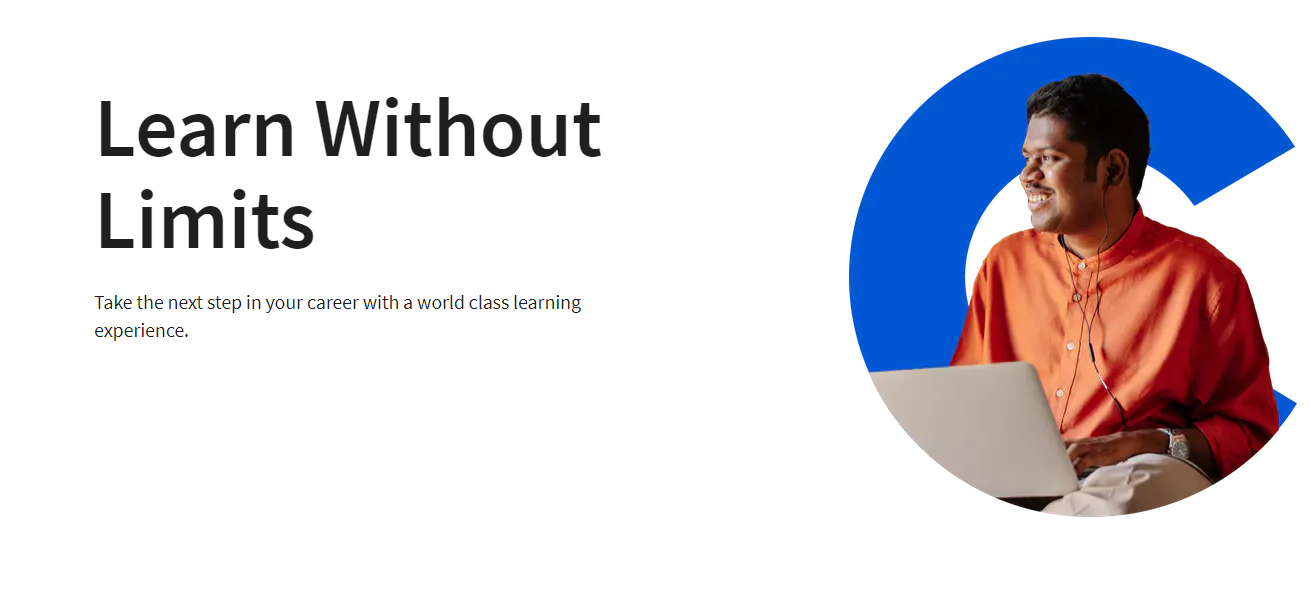 Learn Without
Limits
Take the next step in your career with a world class learning
experience.